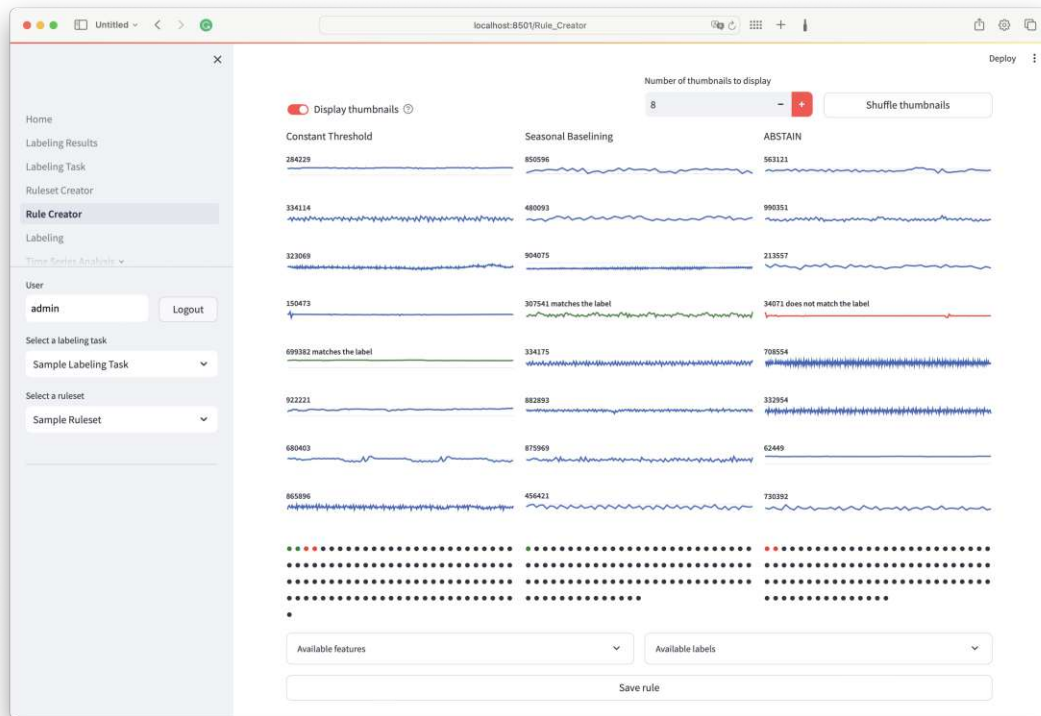 Untitled
localhost:8501/Rule_Creator
Deploy
Home
Labeling Results
Labeling Task
Ruleset Creator
Rule Creator
Labeling
Time Series Analysis
User
admin
Logout
Select a labeling task
Sample Labeling Task
Select a ruleset
Sample Ruleset
Number of thumbnails to display
Display thumbnails
8
Shuffle thumbnails
Constant Threshold Seasonal Baselining ABSTAIN
284229 850596 563121
334114 480093 990351
323069 904075 213557
150473 307541 matches the label 34071 does not match the label
699382 matches the label 334175 708554
922221 882893 332954
680403 875969 62449
865896 456421 730392
Available features Available labels
Save rule